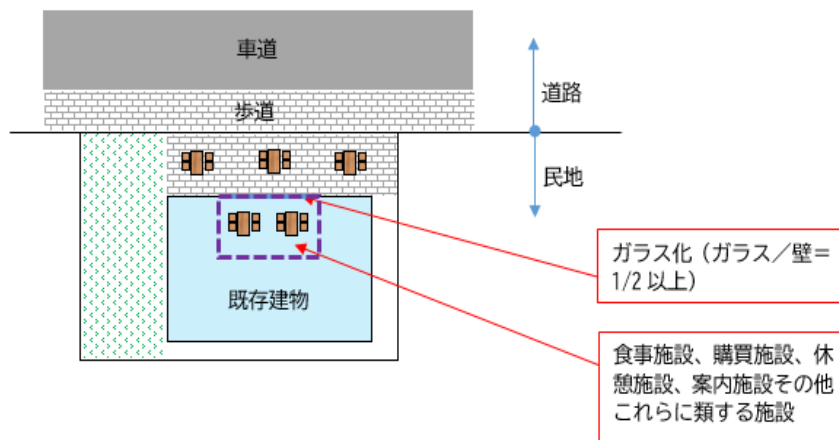 車道
歩道
道路
民地
既存建物
ガラス化（ガラス／壁＝
1/2 以上）
食事施設、購買施設、休
憩施設、案内施設その他
これらに類する施設